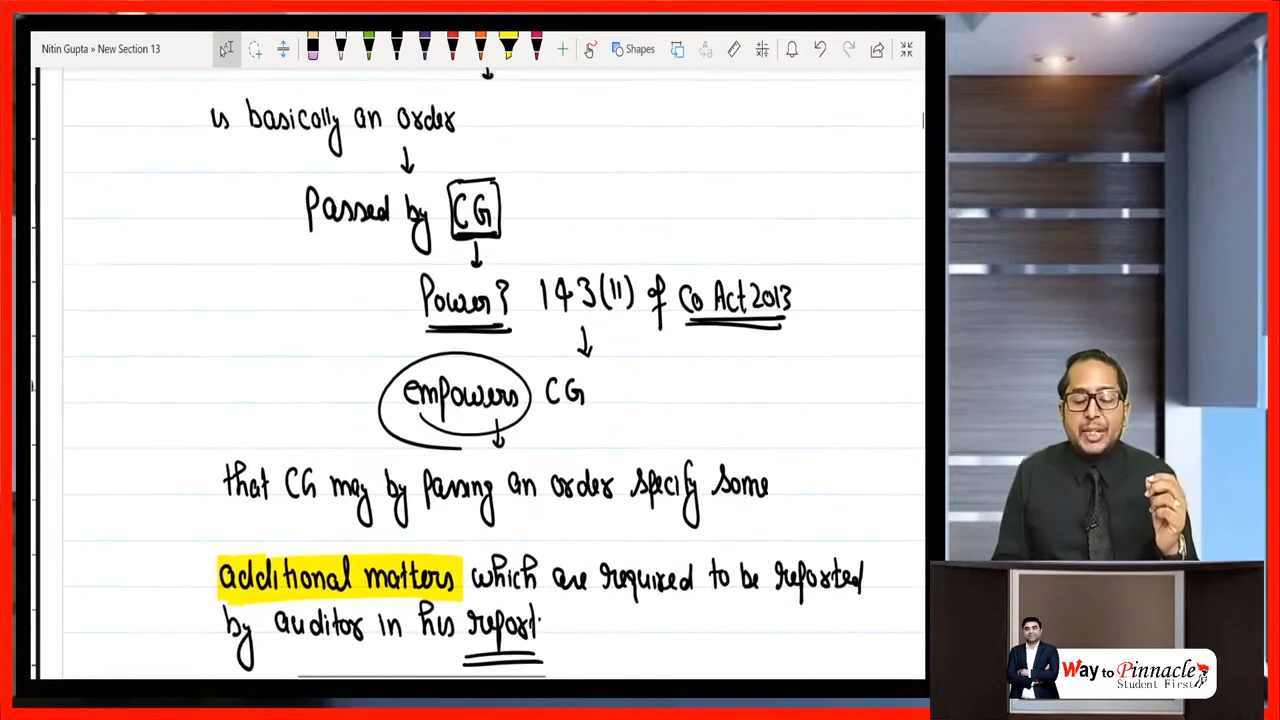 Nitin Gupta » New Section 13
Shapes
is basically an order
Passed by CG
Power? 143(11) of Co Act 2013
empowers CG
that CG may by passing an order specify some
additional matters which are required to be reported
by auditor in his report.
Way to Pinnacle
Student First